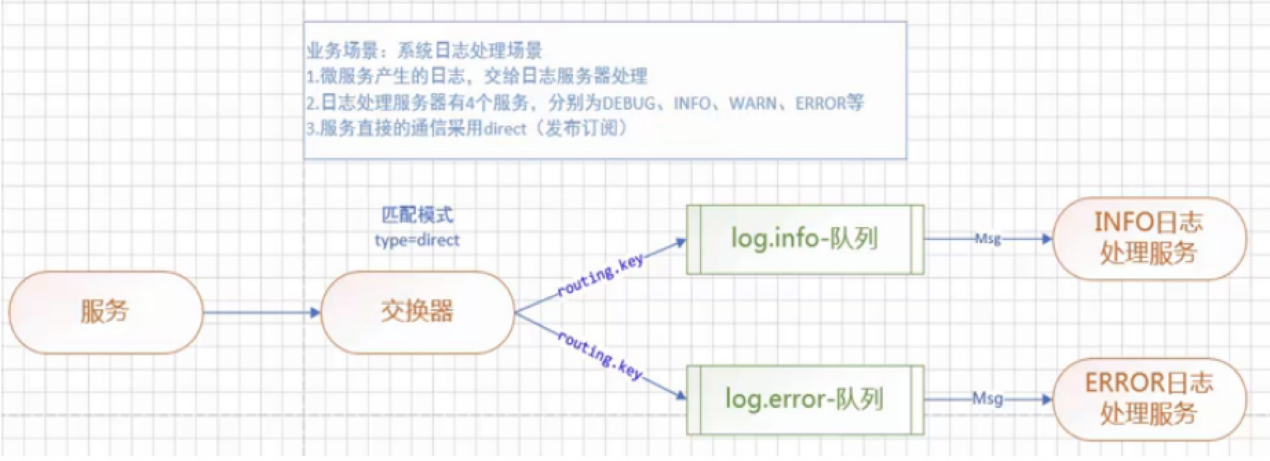 业务场景：系统日志处理场景
1.微服务产生的日志，交给日志服务器处理
2.日志处理服务器有4个服务，分别为DEBUG、INFO、WARN、ERROR等
3.服务直接的通信采用direct（发布订阅）
匹配模式
type=direct
服务
交换器
routing.key
routing.key
log.info-队列
Msg
INFO日志
处理服务
log.error-队列
Msg
ERROR日志
处理服务